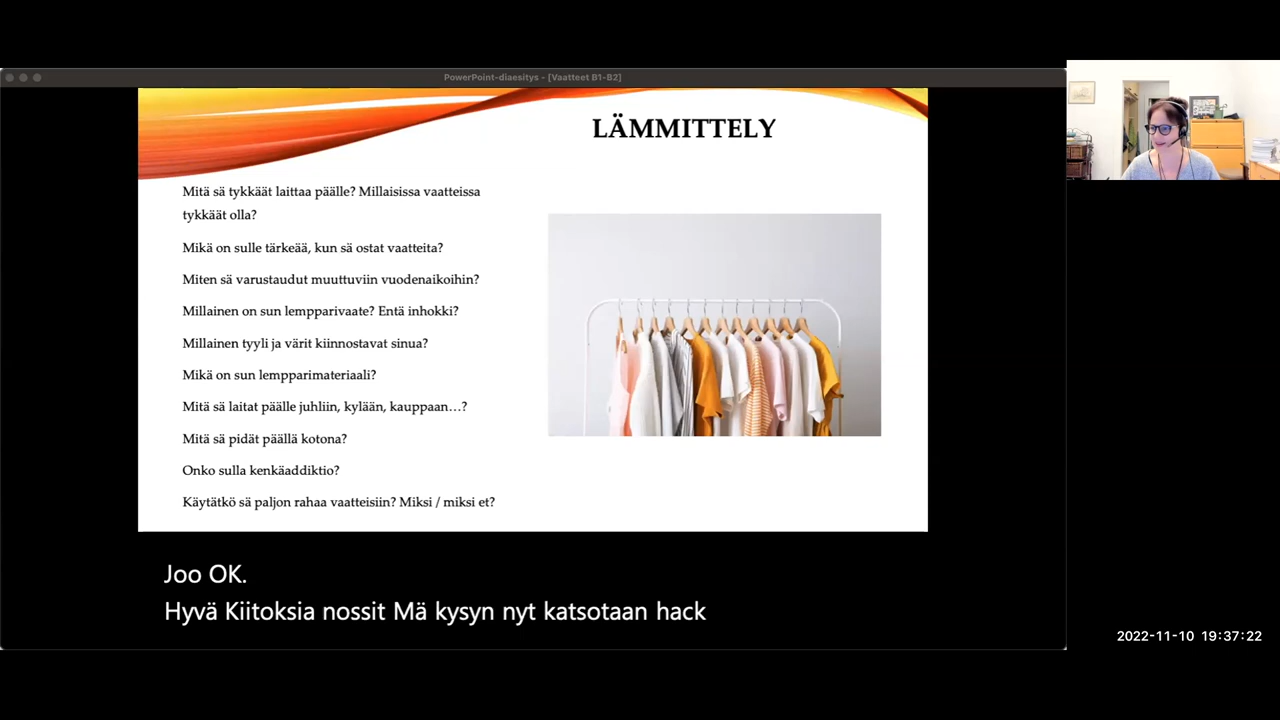 PowerPoint-diaesitys - [Vaatteet B1-B2]
LÄMMITTELY
Mitä sä tykkäät laittaa päälle? Millaisissa vaatteissa
tykkäät olla?
Mikä on sulle tärkeää, kun sä ostat vaatteita?
Miten sä varustaudut muuttuviin vuodenaikoihin?
Millainen on sun lempparivaate? Entä inhokki?
Millainen tyyli ja värit kiinnostavat sinua?
Mikä on sun lempparimateriaali?
Mitä sä laitat päälle juhliin, kylään, kauppaan…?
Mitä sä pidät päällä kotona?
Onko sulla kenkäaddiktio?
Käytätkö sä paljon rahaa vaatteisiin? Miksi / miksi et?
Joo OK.
Hyvä Kiitoksia nossit Mä kysyn nyt katsotaan hack
2022-11-10 19:37:22